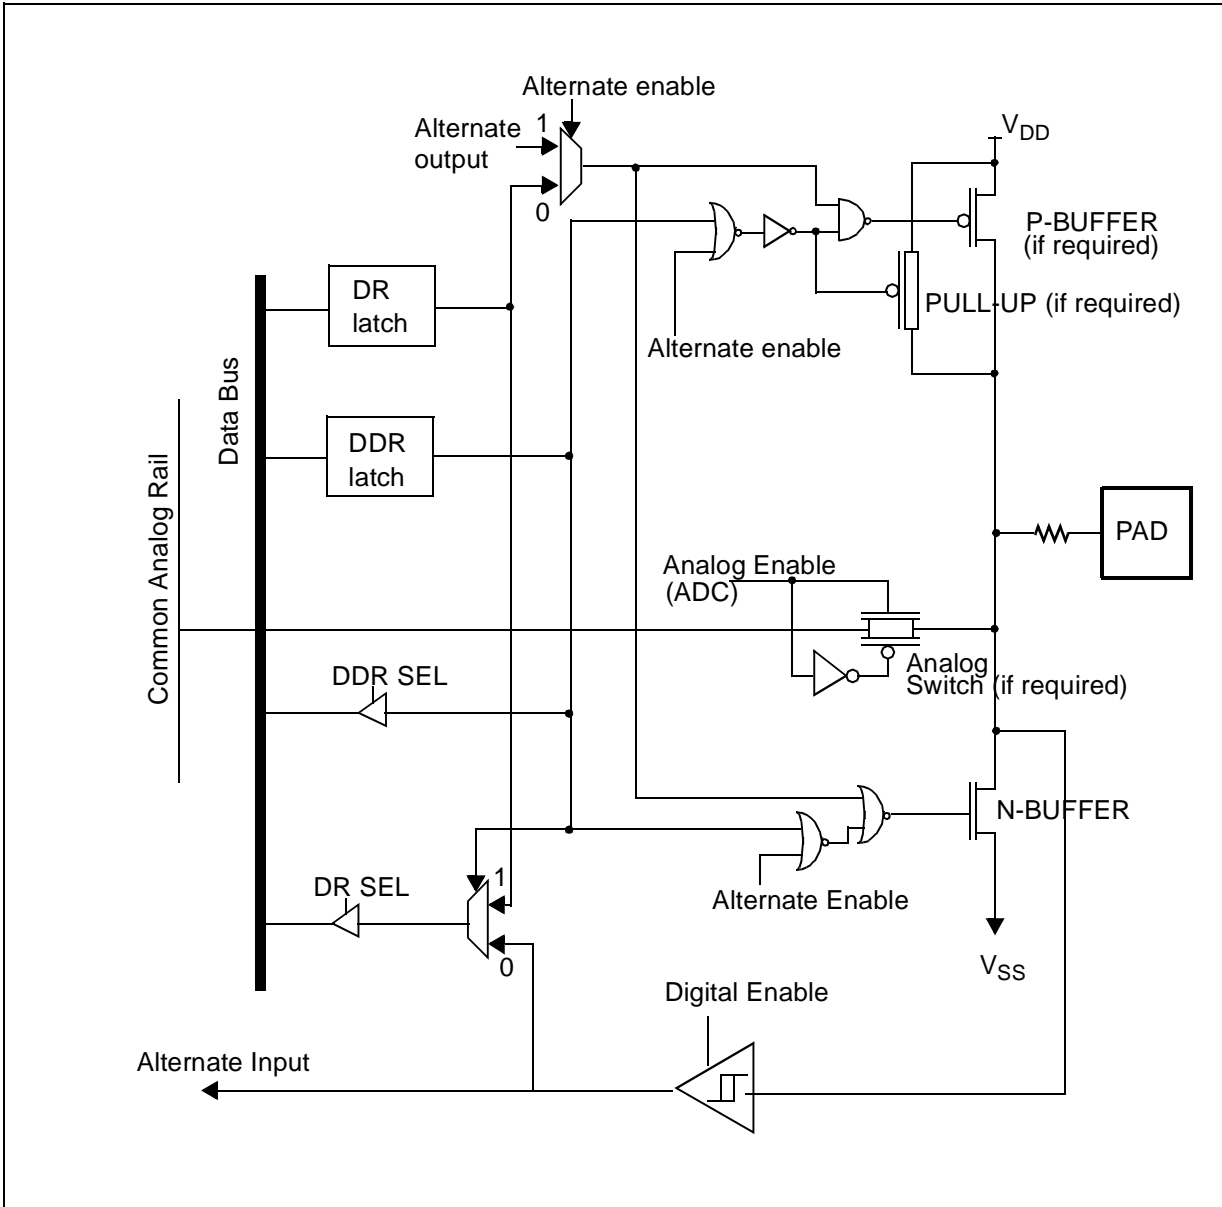 Alternate enable
1
Alternate
output
0
VDD
P-BUFFER
(if required)
DR
latch
PULL-UP (if required)
Alternate enable
Data Bus
DDR
latch
Common Analog Rail
PAD
Analog Enable
(ADC)
Analog
Switch (if required)
DDR SEL
N-BUFFER
1
DR SEL
Alternate Enable
0
VSS
Digital Enable
Alternate Input